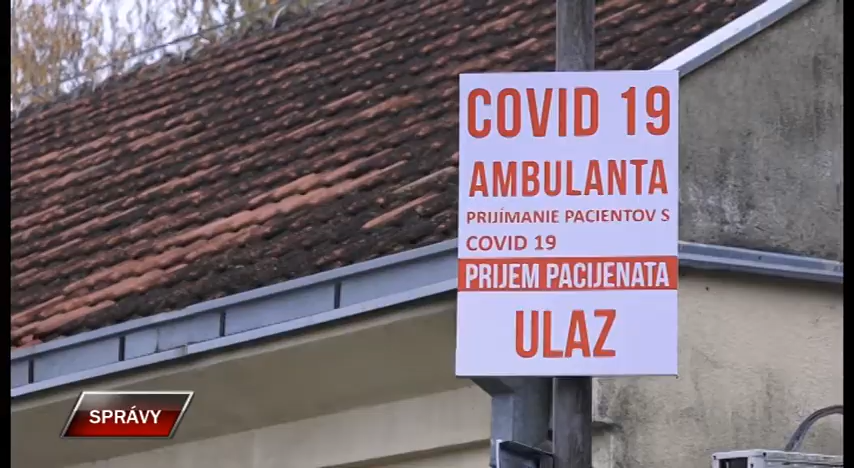 COVID 19
AMBULANTA
PRIJÍMANIE PACIENTOV S
COVID 19
PRIJEM PACIJENATA
ULAZ
SPRÁVY